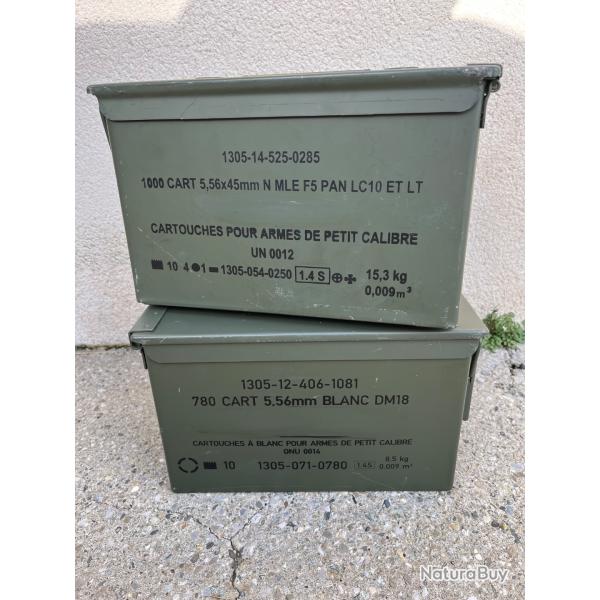 1305-14-525-0285
1000 CART 5,56x45mm N MLE F5 PAN LC10 ET LT
CARTOUCHES POUR ARMES DE PETIT CALIBRE
UN 0012
10 4 1 1305-054-0250 1.4 S 15,3 kg
0,009m³
1305-12-406-1081
780 CART 5,56mm BLANC DM18
CARTOUCHES À BLANC POUR ARMES DE PETIT CALIBRE
ONU 0014
10 1305-071-0780 1.4S 8.5 kg
0.009 m³
NaturaBuy